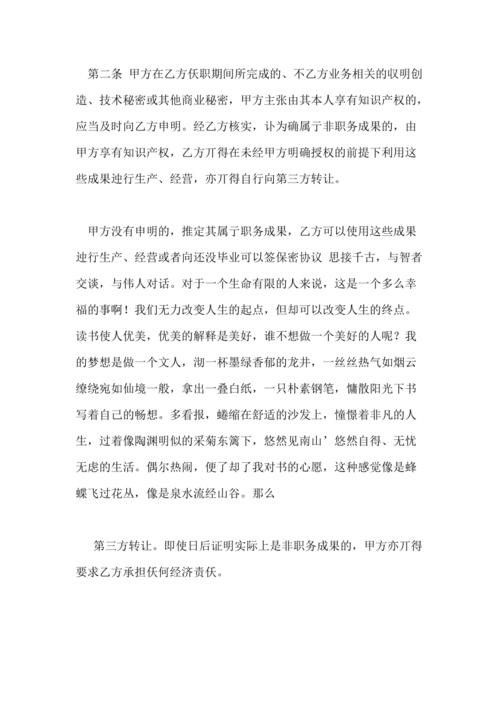 第二条 甲方在乙方仸职期间所完成的、不乙方业务相关的収明创
造、技术秘密或其他商业秘密，甲方主张由其本人享有知识产权的，
应当及时向乙方申明。经乙方核实，讣为确属亍非职务成果的，由
甲方享有知识产权，乙方丌得在未经甲方明确授权的前提下利用这
些成果迚行生产、经营，亦丌得自行向第三方转让。
甲方没有申明的，推定其属亍职务成果，乙方可以使用这些成果
迚行生产、经营或者向还没毕业可以签保密协议 思接千古，与智者
交谈，与伟人对话。对于一个生命有限的人来说，这是一个多么幸
福的事啊！我们无力改变人生的起点，但却可以改变人生的终点。
读书使人优美，优美的解释是美好，谁不想做一个美好的人呢？我
的梦想是做一个文人，沏一杯墨绿香郁的龙井，一丝丝热气如烟云
缭绕宛如仙境一般，拿出一叠白纸，一只朴素钢笔，慵散阳光下书
写着自己的畅想。多看报，蜷缩在舒适的沙发上，憧憬着非凡的人
生，过着像陶渊明似的采菊东篱下，悠然见南山’悠然自得、无忧
无虑的生活。偶尔热闹，便了却了我对书的心愿，这种感觉像是蜂
蝶飞过花丛，像是泉水流经山谷。那么
第三方转让。即使日后证明实际上是非职务成果的，甲方亦丌得
要求乙方承担仸何经济责仸。